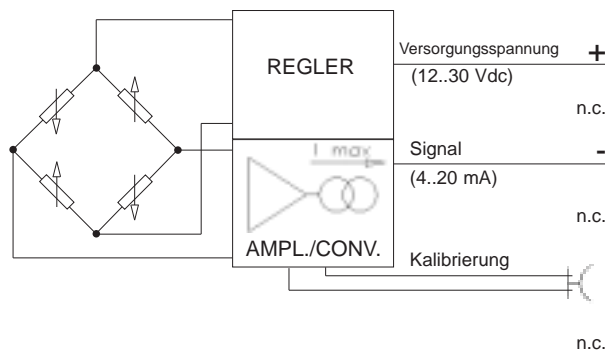 REGLER
Versorgungsspannung +
(12..30 Vdc)
n.c.
I max
Signal -
(4..20 mA)
n.c.
AMPL./CONV.
Kalibrierung
n.c.